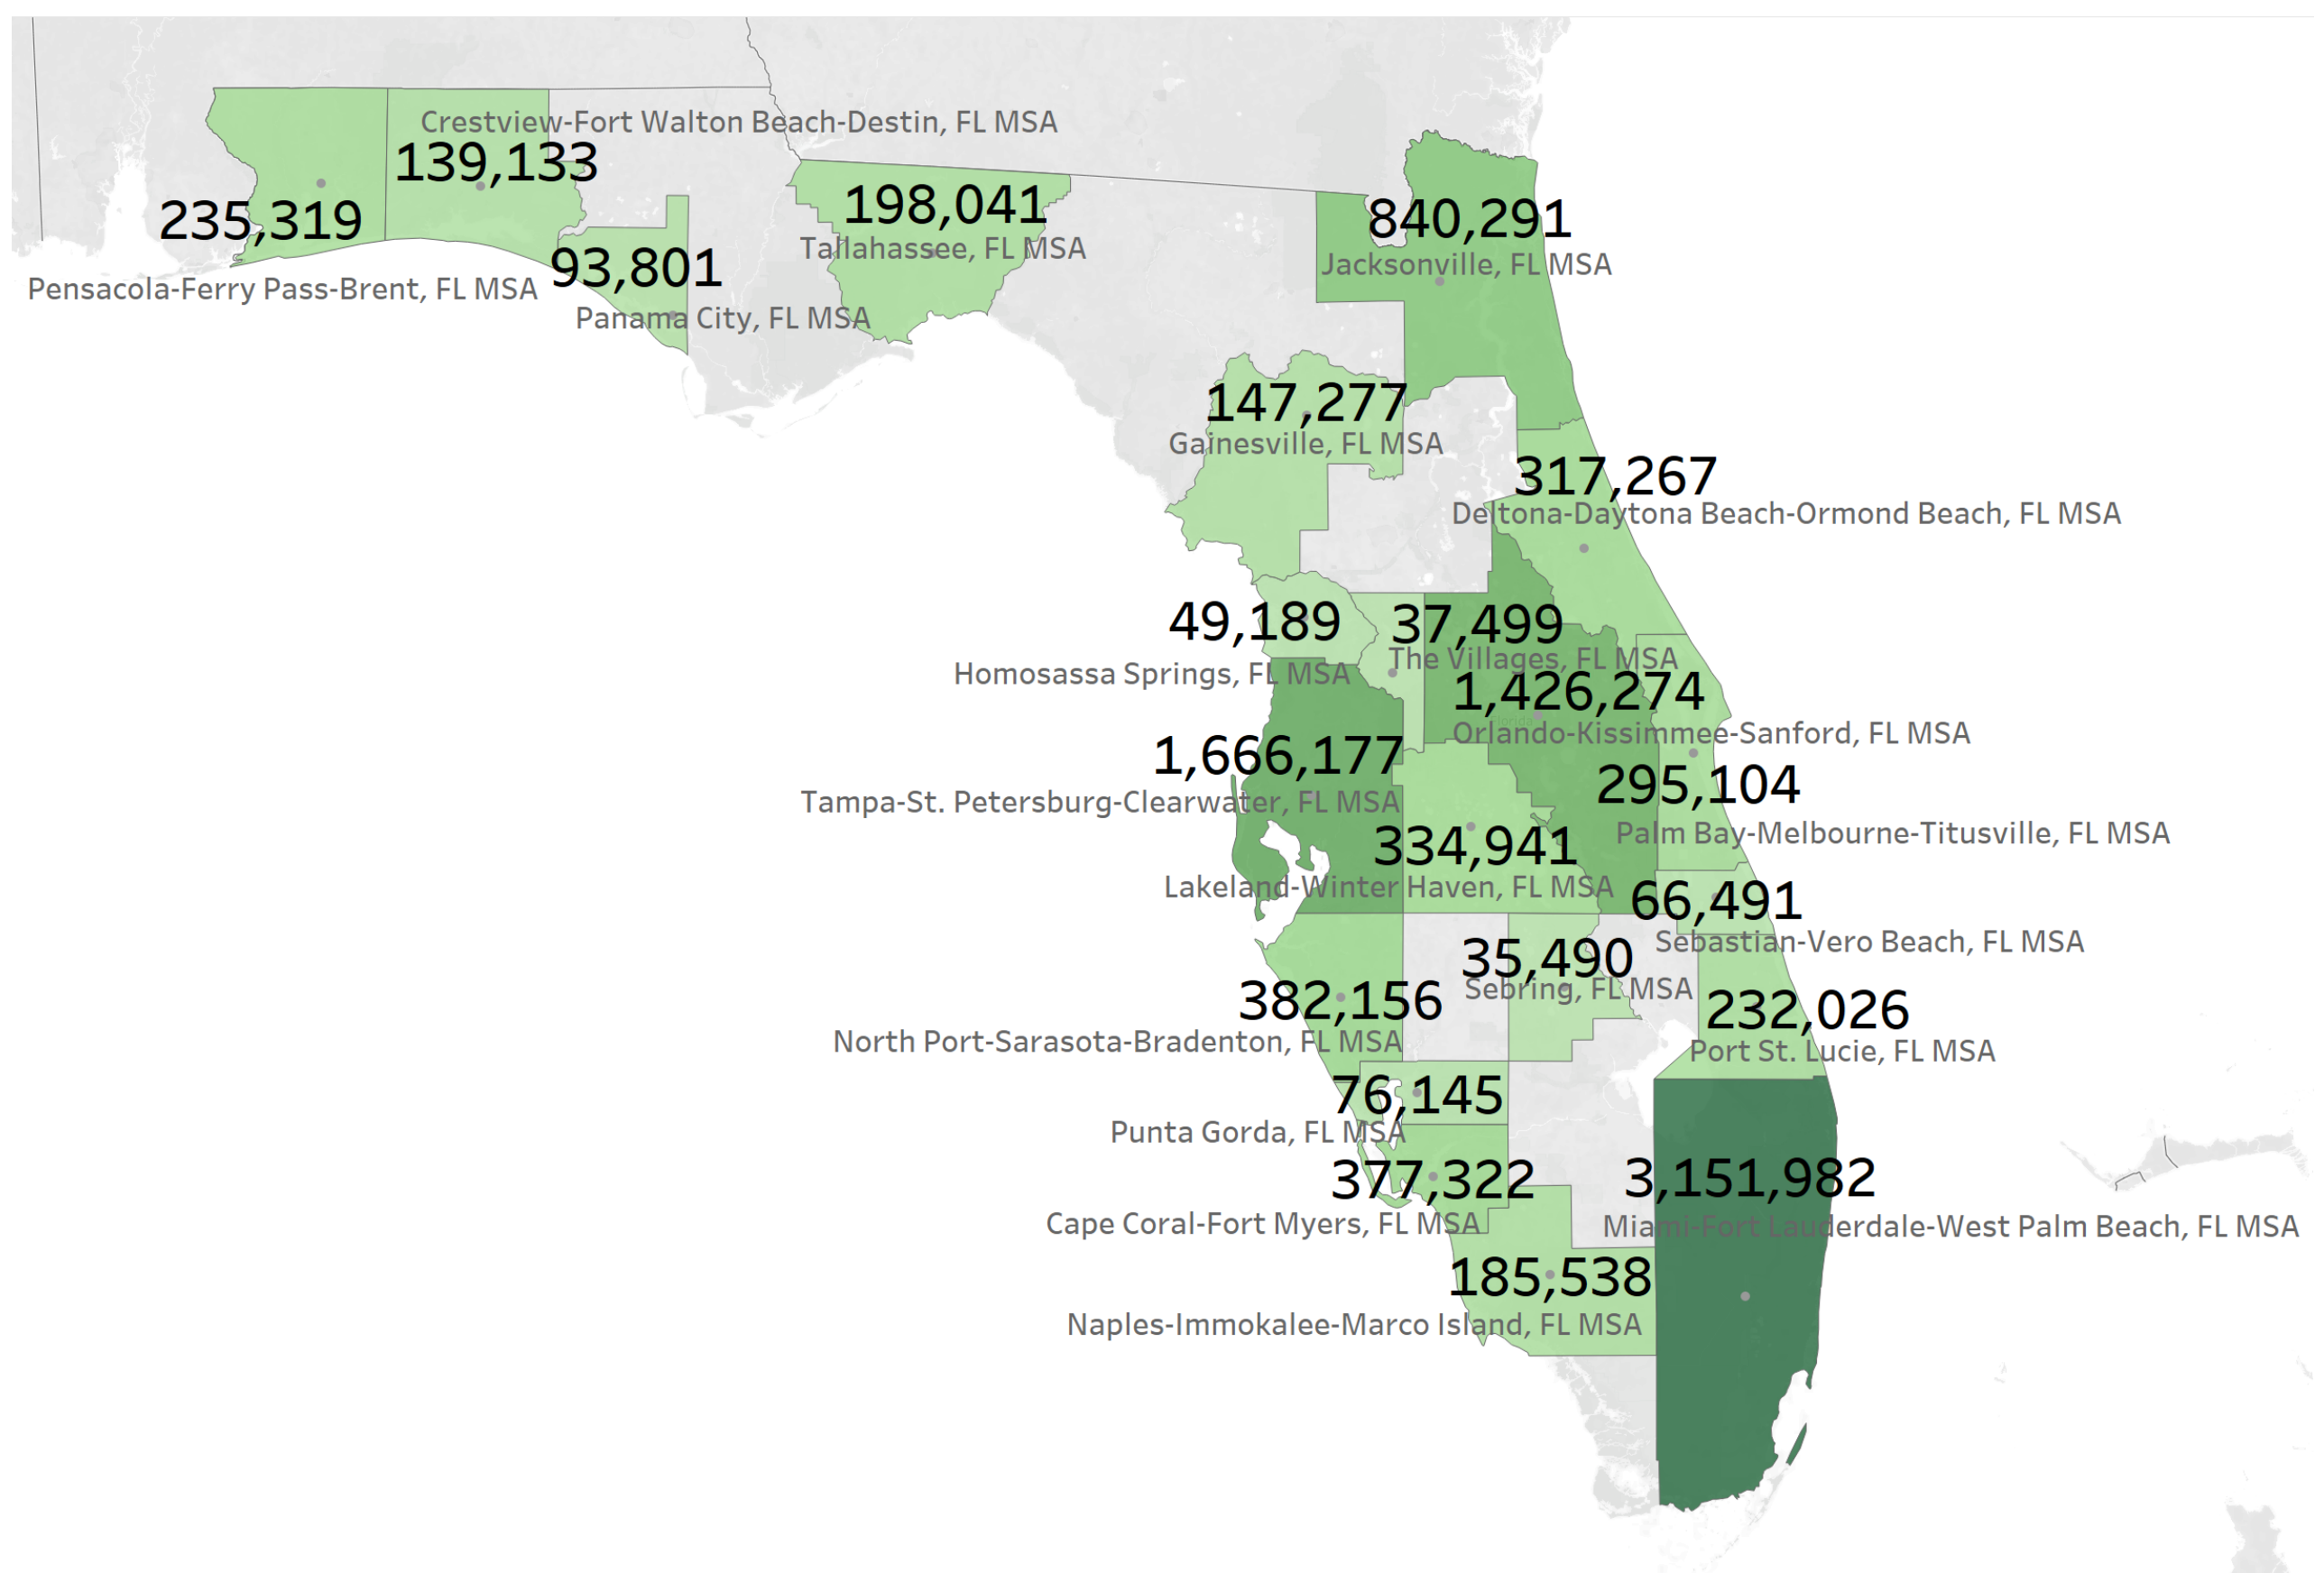 Crestview-Fort Walton Beach-Destin, FL MSA
139,133
235,319
Pensacola-Ferry Pass-Brent, FL MSA
93,801
Panama City, FL MSA
198,041
Tallahassee, FL MSA
840,291
Jacksonville, FL MSA
147,277
Gainesville, FL MSA
317,267
Deltona-Daytona Beach-Ormond Beach, FL MSA
49,189
Homosassa Springs, FL MSA
37,499
The Villages, FL MSA
1,426,274
Florida
Orlando-Kissimmee-Sanford, FL MSA
1,666,177
Tampa-St. Petersburg-Clearwater, FL MSA
295,104
Palm Bay-Melbourne-Titusville, FL MSA
334,941
Lakeland-Winter Haven, FL MSA
66,491
Sebastian-Vero Beach, FL MSA
35,490
Sebring, FL MSA
382,156
North Port-Sarasota-Bradenton, FL MSA
232,026
Port St. Lucie, FL MSA
76,145
Punta Gorda, FL MSA
377,322
Cape Coral-Fort Myers, FL MSA
3,151,982
Miami-Fort Lauderdale-West Palm Beach, FL MSA
185,538
Naples-Immokalee-Marco Island, FL MSA